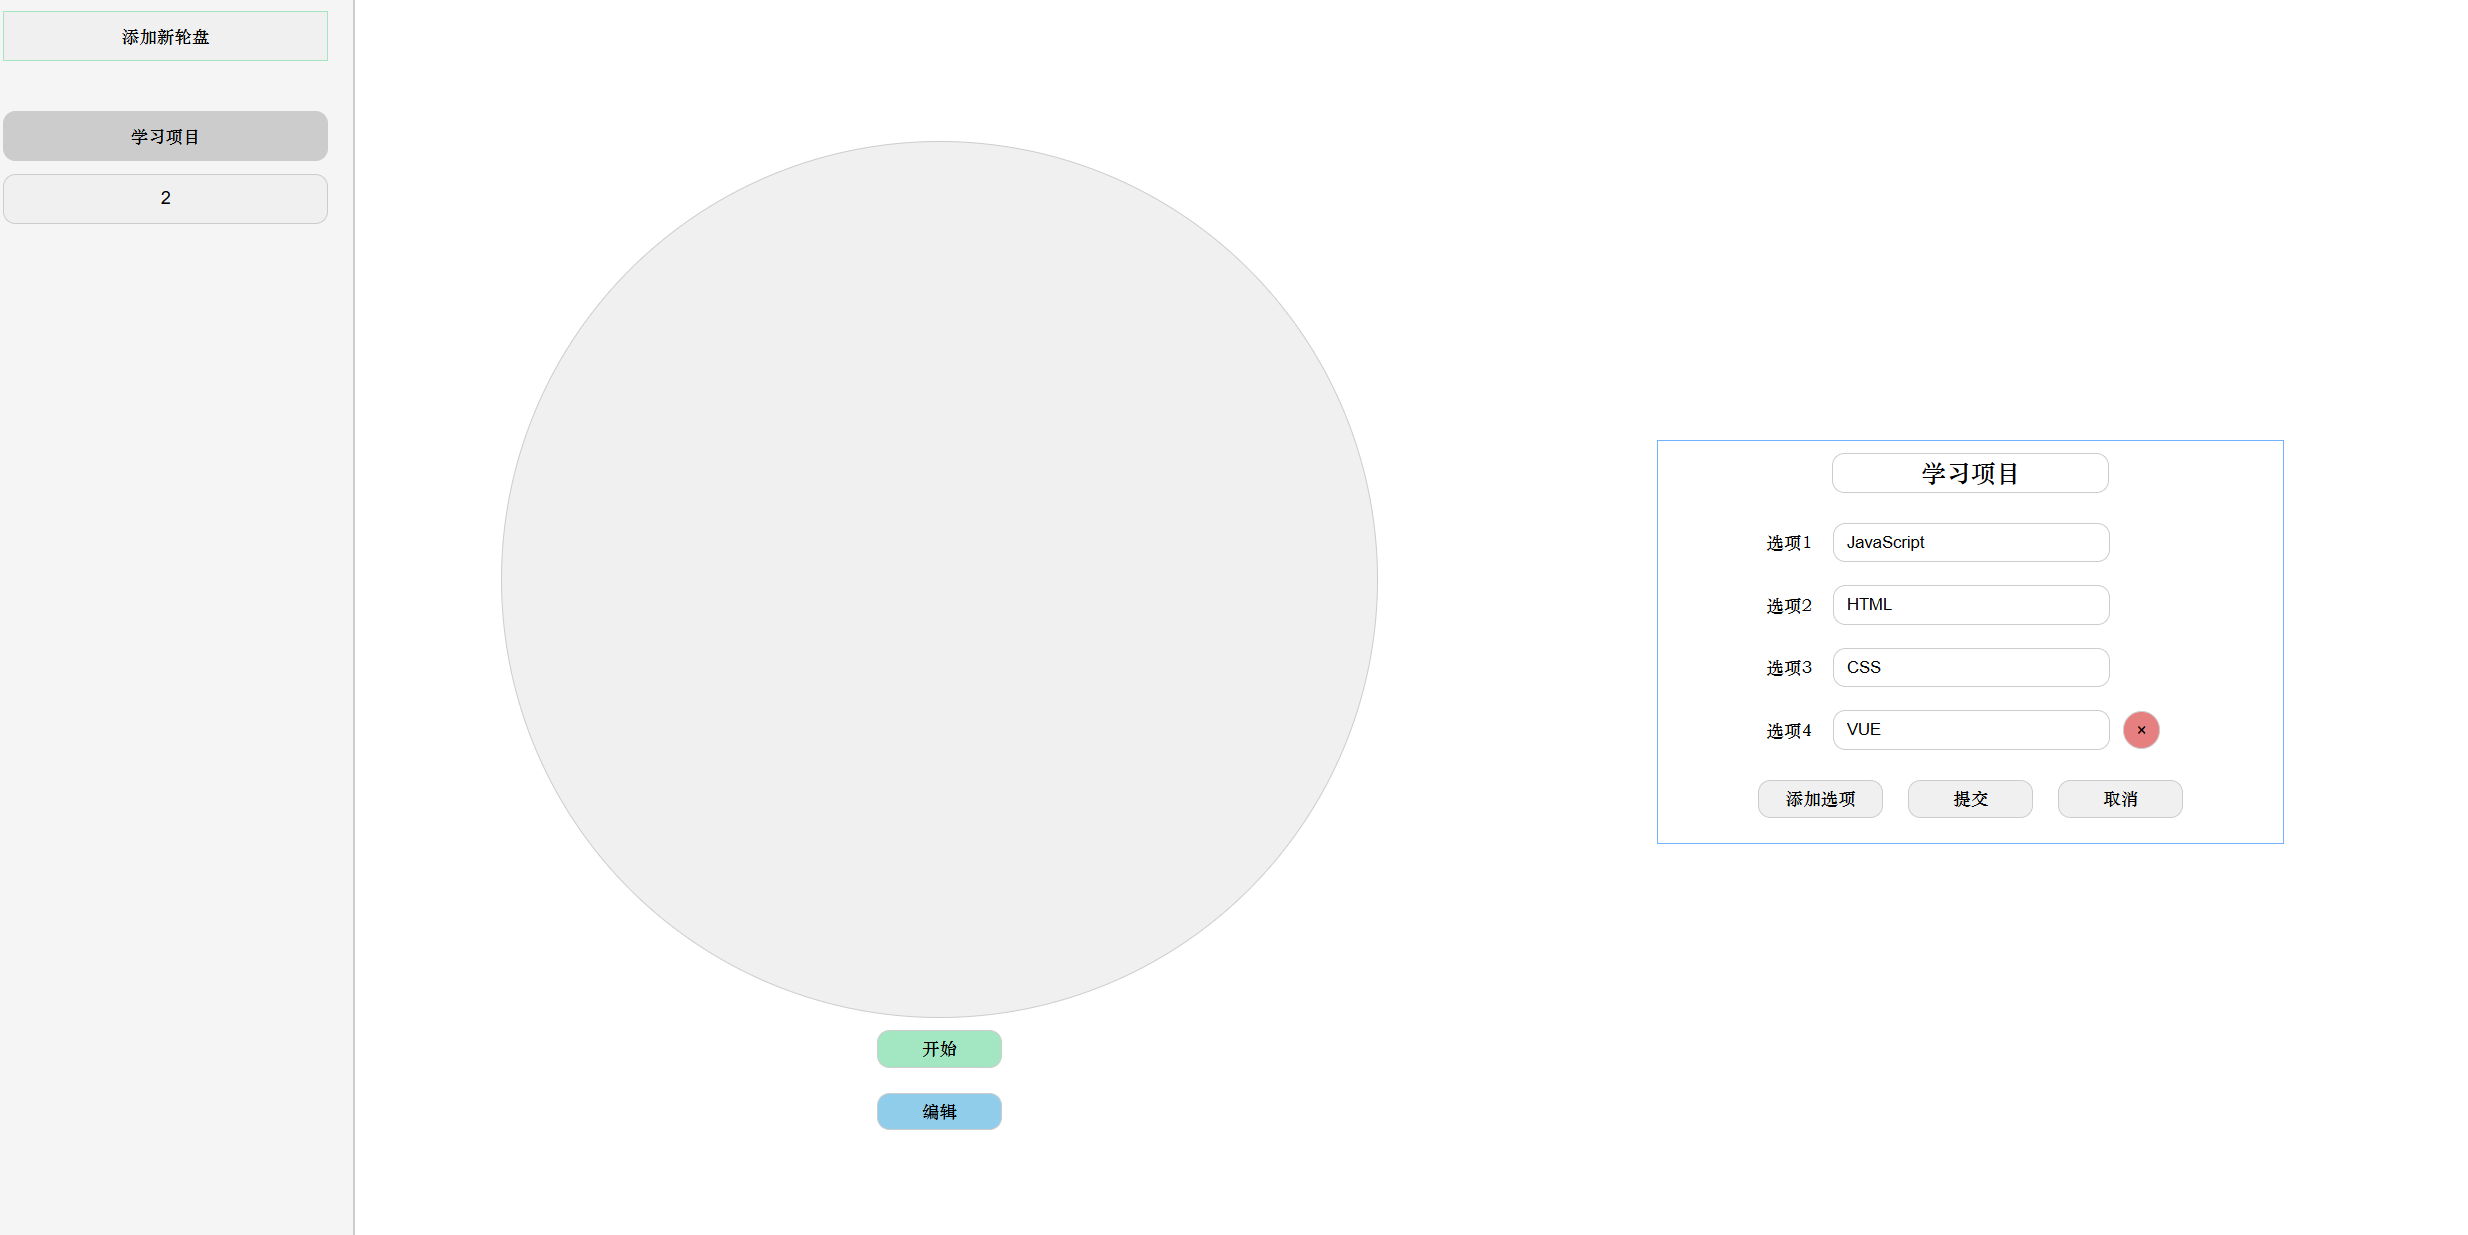 添加新轮盘
学习项目
2
开始
编辑
学习项目
选项1 JavaScript
选项2 HTML
选项3 CSS
选项4 VUE ×
添加选项 提交 取消